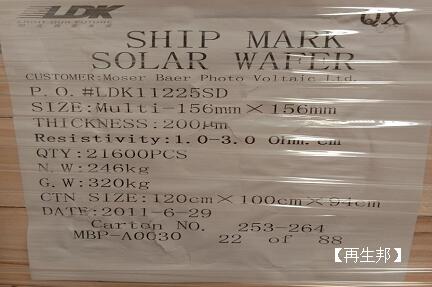 LDK
QX
SHIP MARK
SOLAR WAFER
CUSTOMER:Moser Baer Photo Voltaic Ltd.
P.O.#LDK11225SD
SIZE:Multi-156mm×156mm
THICKNESS:200μm
Resistivity:1.0-3.0 Ohm.cm
QTY:21600PCS
N.W:246kg
G.W:320kg
CTN SIZE:120cm×100cm×94cm
DATE:2011-6-29
Carton NO. 253-264
MBP-A0030 22 of 88
【再生邦】